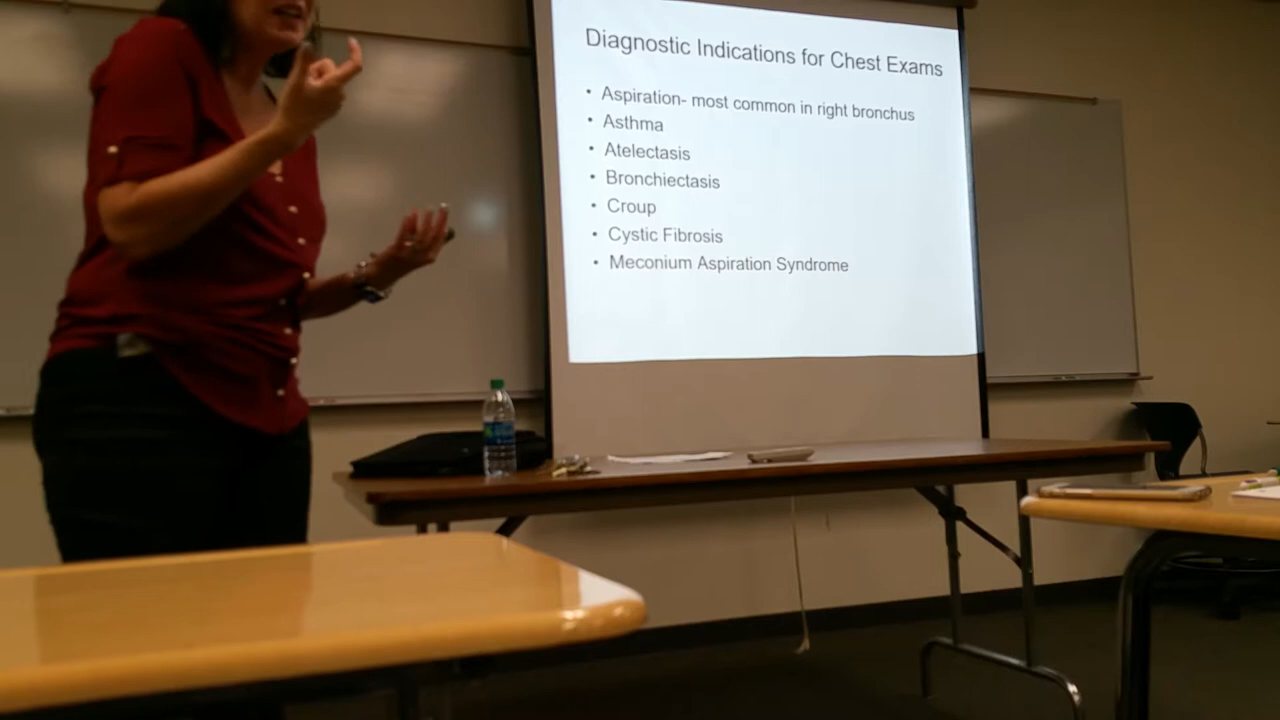 Diagnostic Indications for Chest Exams
• Aspiration- most common in right bronchus
• Asthma
• Atelectasis
• Bronchiectasis
• Croup
• Cystic Fibrosis
• Meconium Aspiration Syndrome